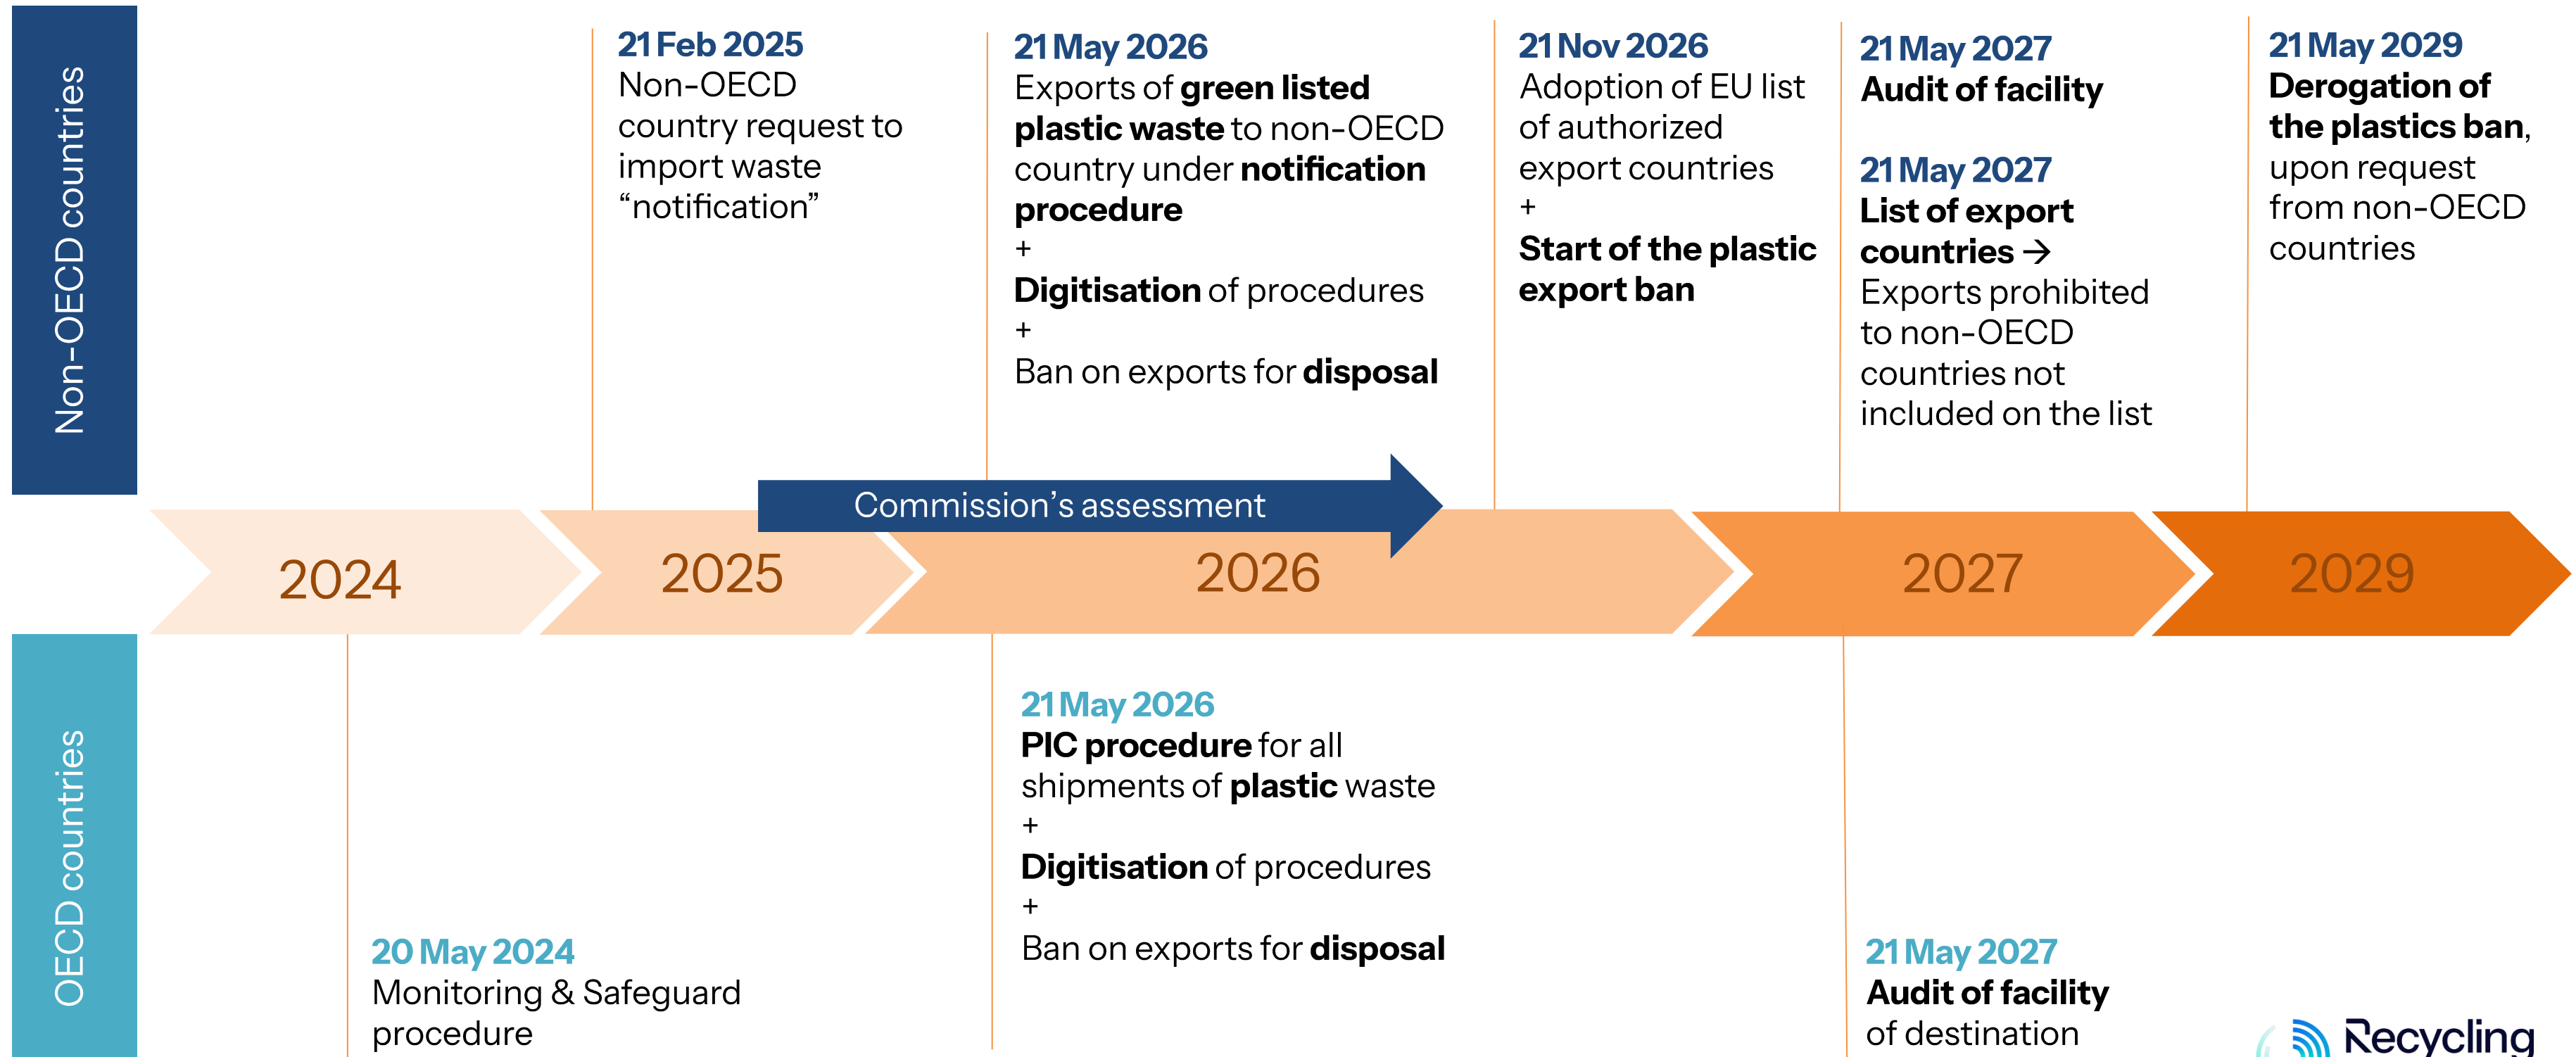 Non-OECD countries
21 Feb 2025
Non-OECD
country request to
import waste
“notification”
21 May 2026
Exports of green listed
plastic waste to non-OECD
country under notification
procedure
+
Digitisation of procedures
+
Ban on exports for disposal
21 Nov 2026
Adoption of EU list
of authorized
export countries
+
Start of the plastic
export ban
21 May 2027
Audit of facility
21 May 2027
List of export
countries →
Exports prohibited
to non-OECD
countries not
included on the list
21 May 2029
Derogation of
the plastics ban,
upon request
from non-OECD
countries
Commission’s assessment
2024
2025
2026
2027
2029
OECD countries
20 May 2024
Monitoring & Safeguard
procedure
21 May 2026
PIC procedure for all
shipments of plastic waste
+
Digitisation of procedures
+
Ban on exports for disposal
21 May 2027
Audit of facility
of destination
Recycling